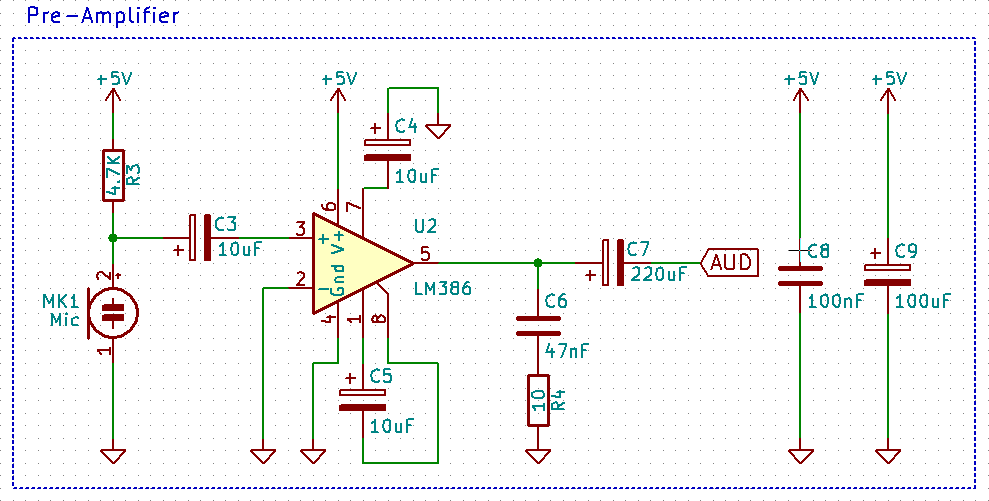 Pre-Amplifier
+5V
+5V
+5V
+5V
4.7K
R3
+
C4
10uF
6
7
3
+
V+
Gnd
-
2
4
1
8
U2
LM386
5
+
C3
10uF
2
+
MK1
Mic
1
+
C5
10uF
+
C7
220uF
AUD
C6
47nF
10
R4
C8
100nF
+
C9
100uF